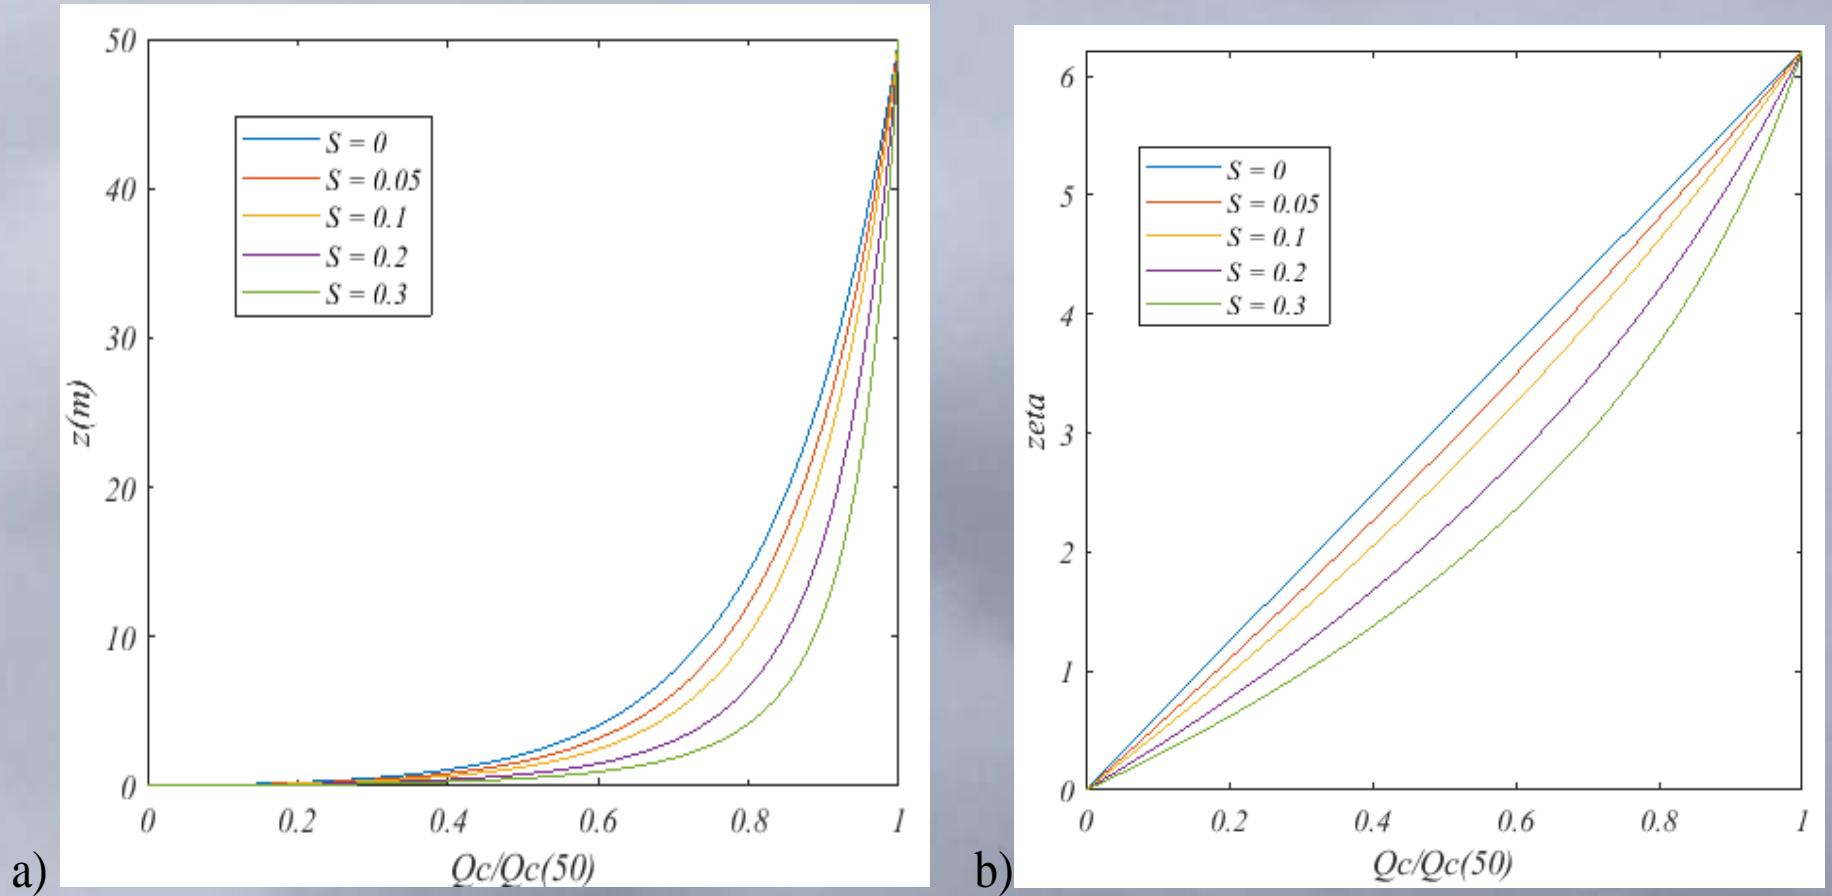 50
40
30
20
10
0
z(m)
S = 0
S = 0.05
S = 0.1
S = 0.2
S = 0.3
0 0.2 0.4 0.6 0.8 1
Qc/Qc(50)
a)
6
5
4
3
2
1
0
zeta
S = 0
S = 0.05
S = 0.1
S = 0.2
S = 0.3
0 0.2 0.4 0.6 0.8 1
Qc/Qc(50)
b)